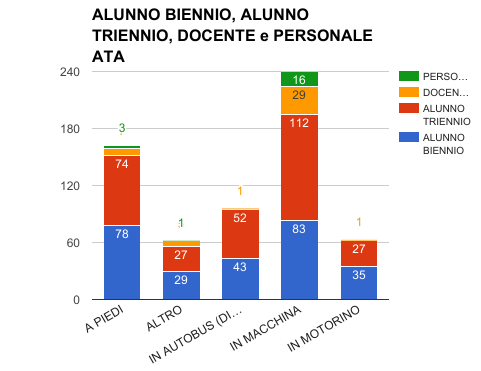 ALUNNO BIENNIO, ALUNNO
TRIENNIO, DOCENTE e PERSONALE
ATA
240
180
120
60
0
PERSO…
DOCEN…
ALUNNO
TRIENNIO
ALUNNO
BIENNIO
3
74
78
1
27
29
1
52
43
16
29
112
83
1
27
35
A PIEDI
ALTRO
IN AUTOBUS (DI…
IN MACCHINA
IN MOTORINO